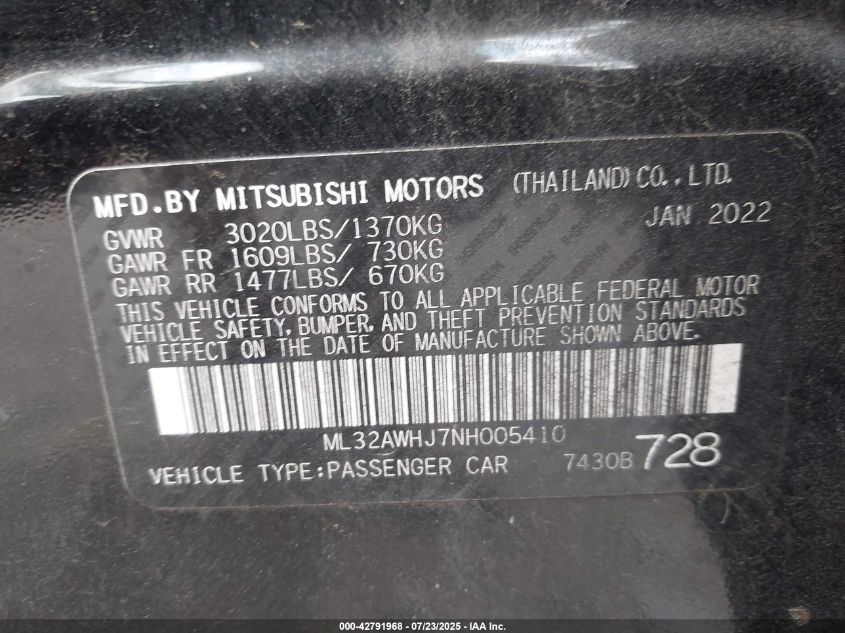 MFD.BY MITSUBISHI MOTORS (THAILAND) CO.,LTD.
JAN 2022
GVWR 3020LBS/1370KG
GAWR FR 1609LBS/ 730KG
GAWR RR 1477LBS/ 670KG
THIS VEHICLE CONFORMS TO ALL APPLICABLE FEDERAL MOTOR
VEHICLE SAFETY, BUMPER, AND THEFT PREVENTION STANDARDS
IN EFFECT ON THE DATE OF MANUFACTURE SHOWN ABOVE.
ML32AWHJ7NH005410
VEHICLE TYPE:PASSENGER CAR 7430B 728
000-42791968 - 07/23/2025 - IAA Inc.